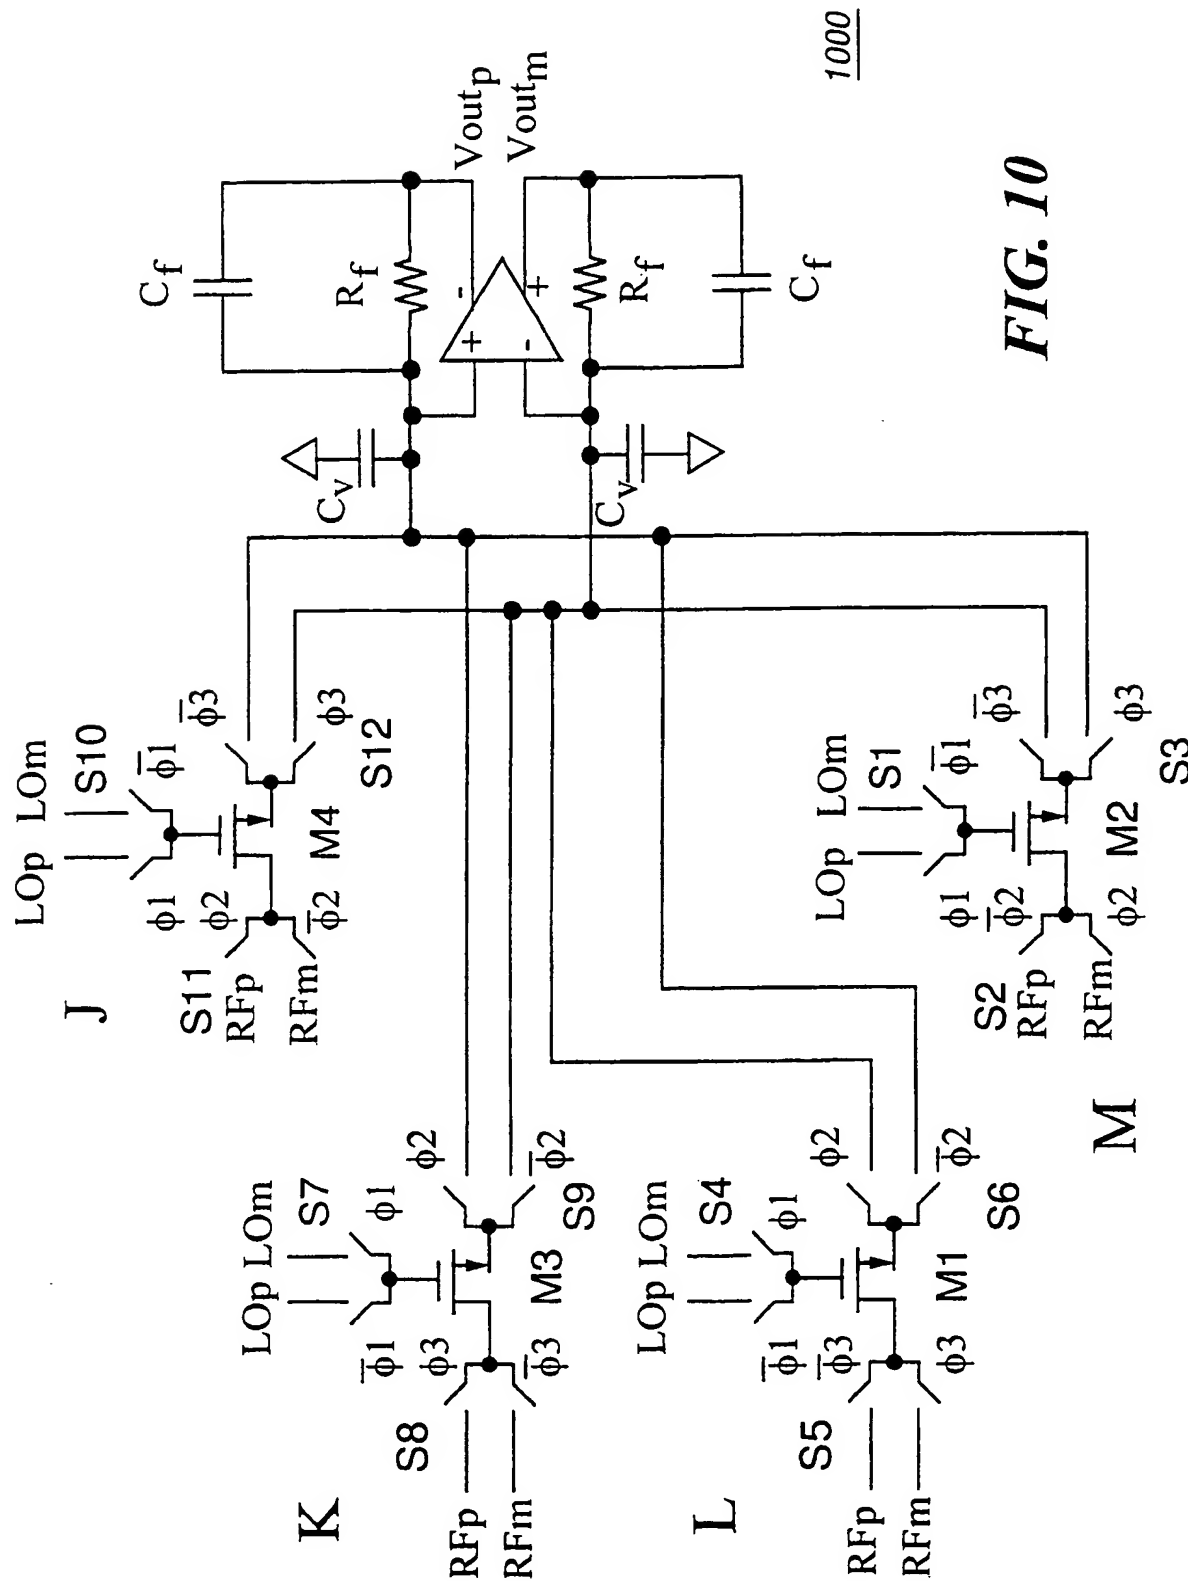 1000
FIG. 10
J
LOp LOm
S10
φ1
φ̅1
M4
S11
φ2
φ̅2
RFp
RFm
φ̅3
φ3
S12
K
LOp LOm
S7
φ̅1
φ1
M3
S8
φ3
φ̅3
RFp
RFm
φ2
φ̅2
S9
L
LOp LOm
S4
φ̅1
φ1
M1
S5
φ̅3
φ3
RFp
RFm
φ2
φ̅2
S6
M
LOp LOm
S1
φ1
φ̅1
M2
S2
φ̅2
φ2
RFp
RFm
φ̅3
φ3
S3
Cv
Cv
Cf
Rf
+ -
- +
Rf
Cf
Voutp
Voutm